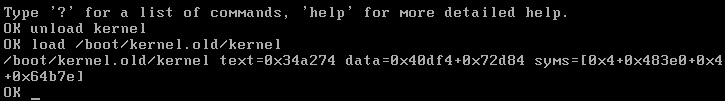 Type '?' for a list of commands, 'help' for more detailed help.
OK unload kernel
OK load /boot/kernel.old/kernel
/boot/kernel.old/kernel text=0x34a274 data=0x40df4+0x72d84 syms=[0x4+0x483e0+0x4
+0x64b7e]
OK _